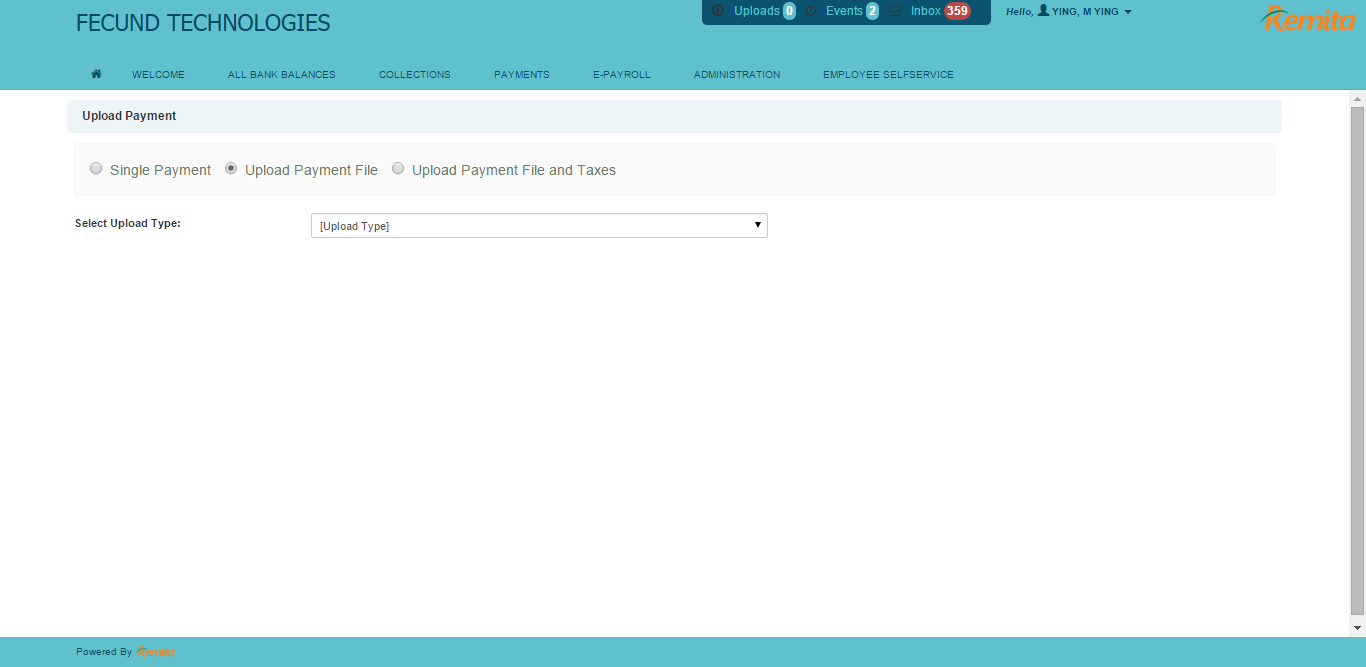 FECUND TECHNOLOGIES
Uploads 0 Events 2 Inbox 359
Hello, YING, M YING
Remita
WELCOME ALL BANK BALANCES COLLECTIONS PAYMENTS E-PAYROLL ADMINISTRATION EMPLOYEE SELFSERVICE
Upload Payment
Single Payment Upload Payment File Upload Payment File and Taxes
Select Upload Type: [Upload Type]
Powered By Remita